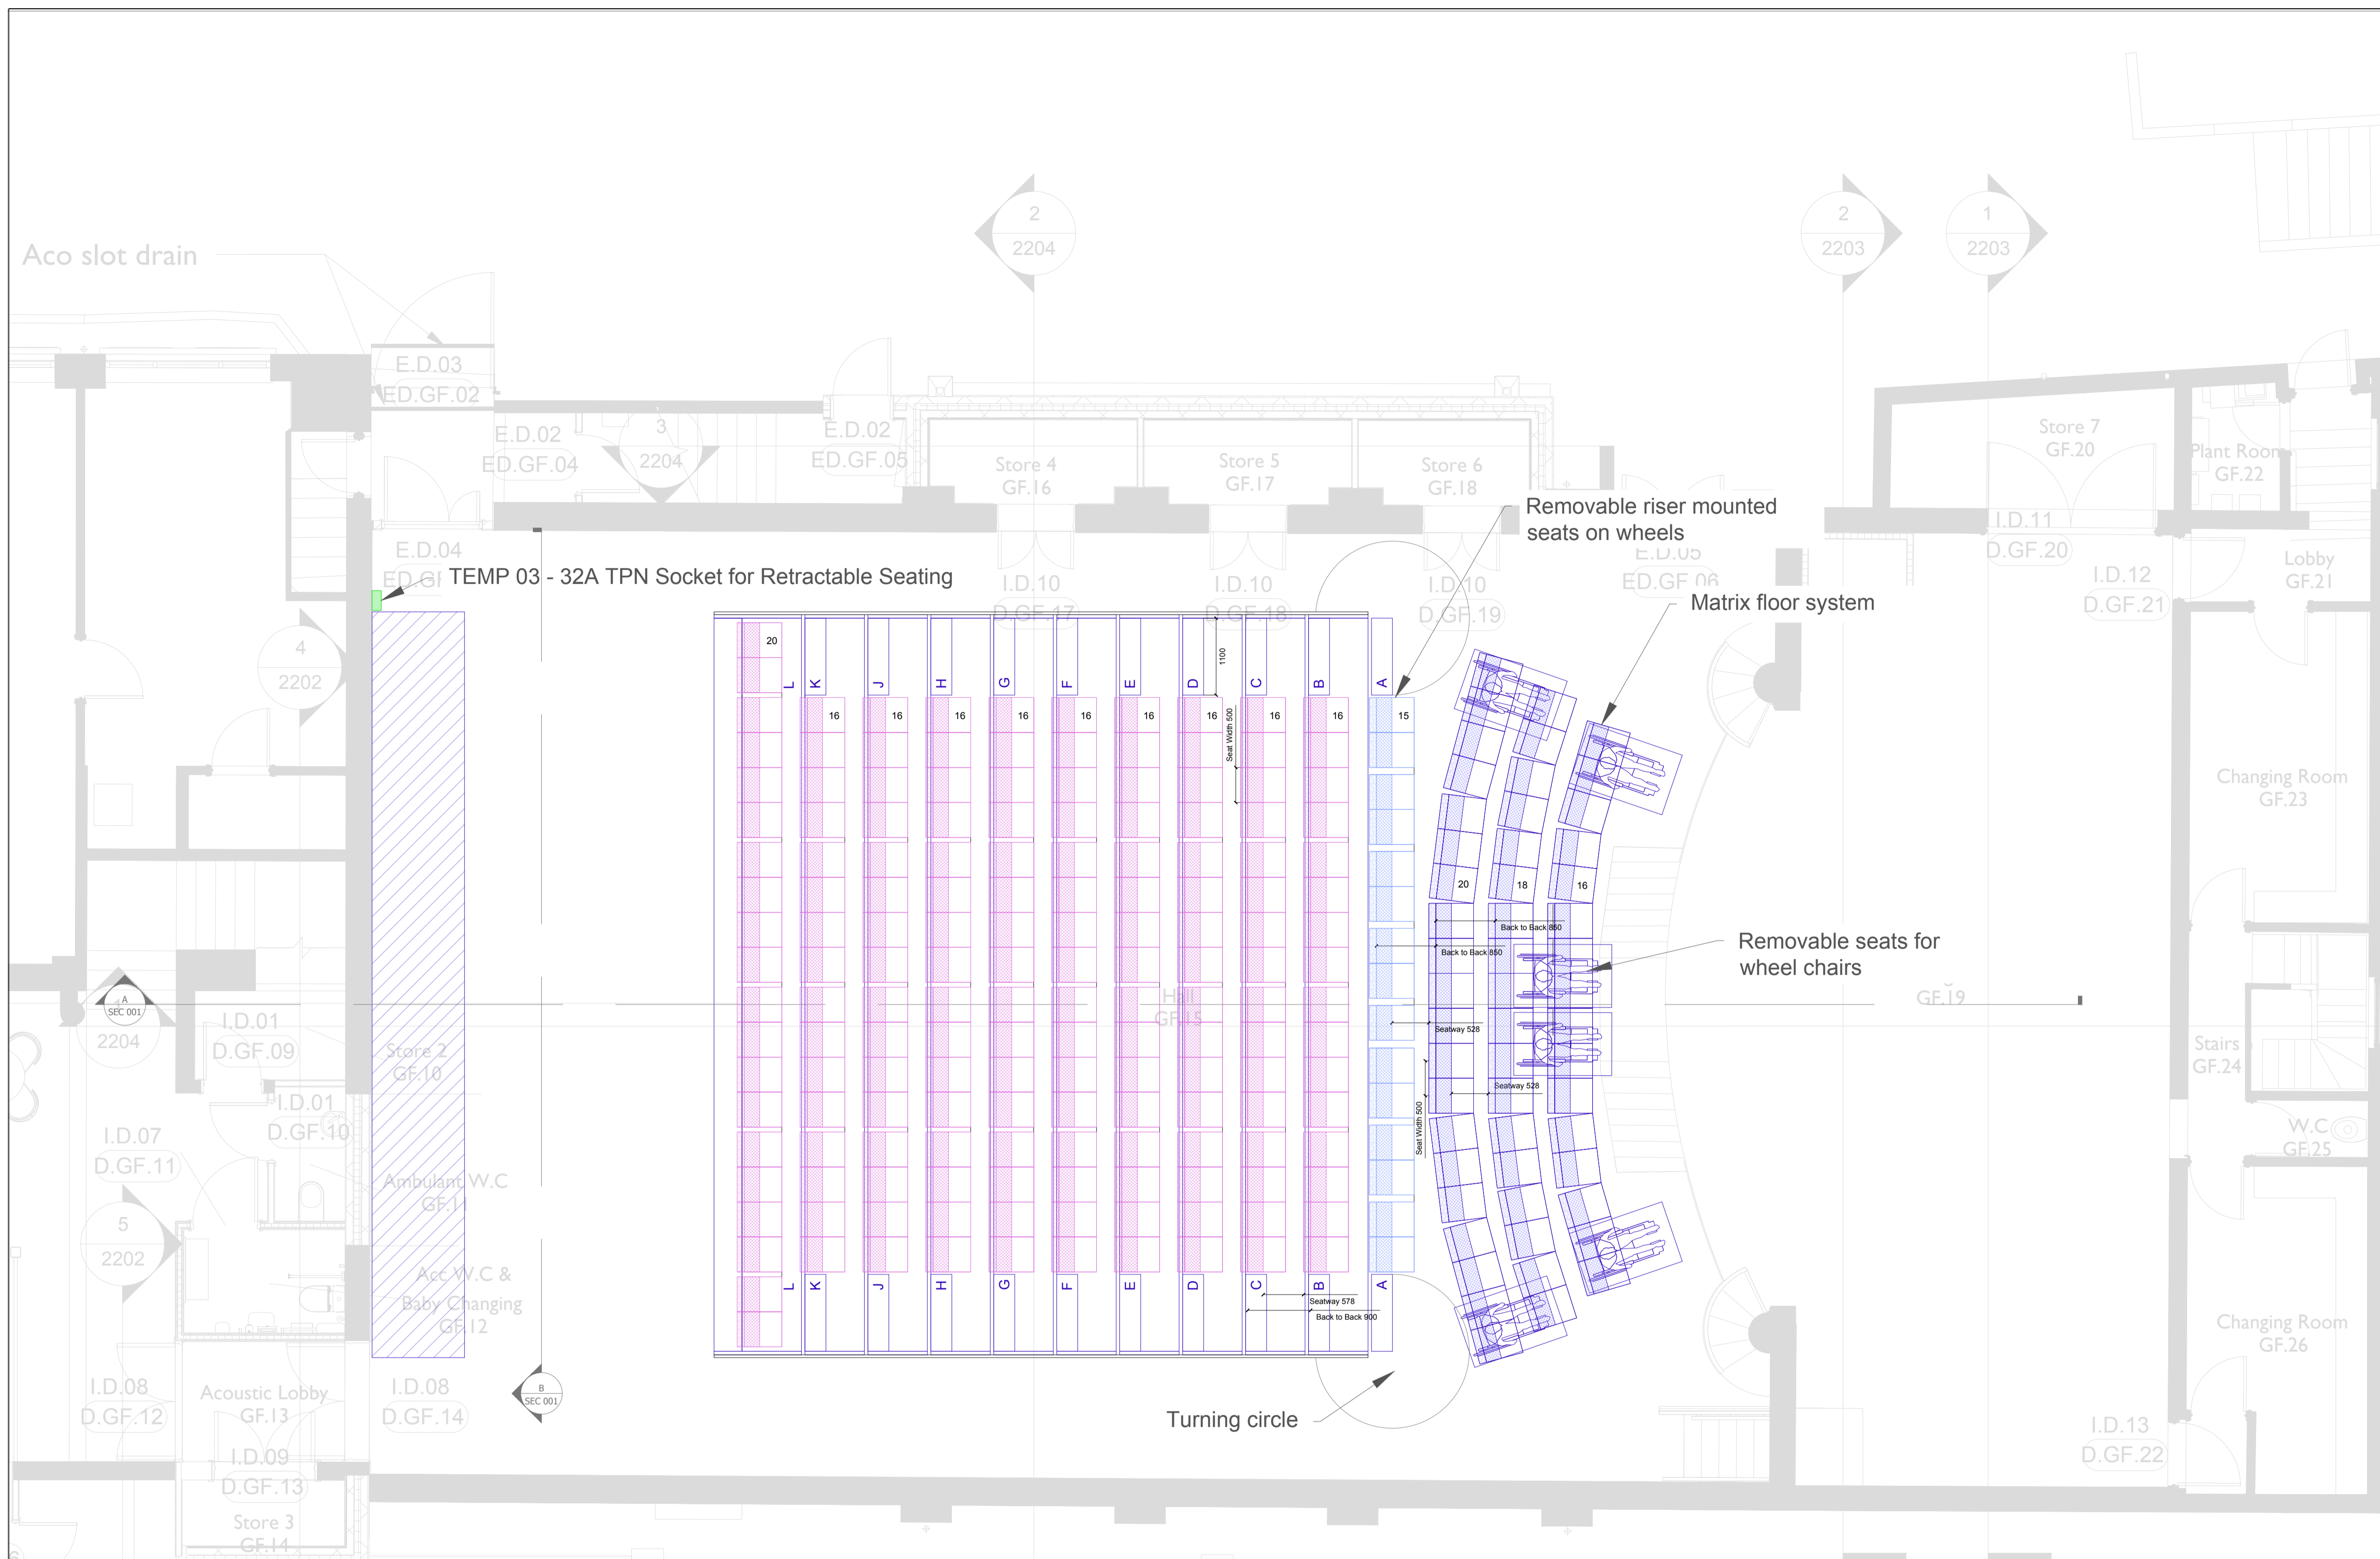 2
2204
2
2203
1
2203
Aco slot drain
E.D.03
ED.GF.02
E.D.02
ED.GF.04
3
2204
E.D.02
ED.GF.05
Store 4
GF.16
Store 5
GF.17
Store 6
GF.18
Store 7
GF.20
Plant Room
GF.22
Removable riser mounted
seats on wheels
I.D.11
D.GF.20
E.D.04
E.D.05
ED.GF.06
Lobby
GF.21
TEMP 03 - 32A TPN Socket for Retractable Seating
I.D.10
D.GF.17
I.D.10
D.GF.18
I.D.10
D.GF.19
I.D.12
D.GF.21
Matrix floor system
4
2202
20
1100
L K J H G F E D C B A
16 16 16 16 16 16 16 16 16 15
Seat Width 500
Changing Room
GF.23
20 18 16
Back to Back 850
Back to Back 850
Removable seats for
wheel chairs
A
SEC 001
2204
Hall
GF.15
GF.19
I.D.01
D.GF.09
Store 2
GF.10
Seatway 528
Stairs
GF.24
I.D.01
D.GF.10
Seatway 528
Seat Width 500
I.D.07
D.GF.11
Ambulant W.C
GF.11
W.C
GF.25
5
2202
Acc W.C &
Baby Changing
GF.12
L K J H G F E D C B A
Seatway 578
Back to Back 900
Changing Room
GF.26
I.D.08
D.GF.12
Acoustic Lobby
GF.13
I.D.08
D.GF.14
B
SEC 001
Turning circle
I.D.13
D.GF.22
I.D.09
D.GF.13
Store 3
GF.14